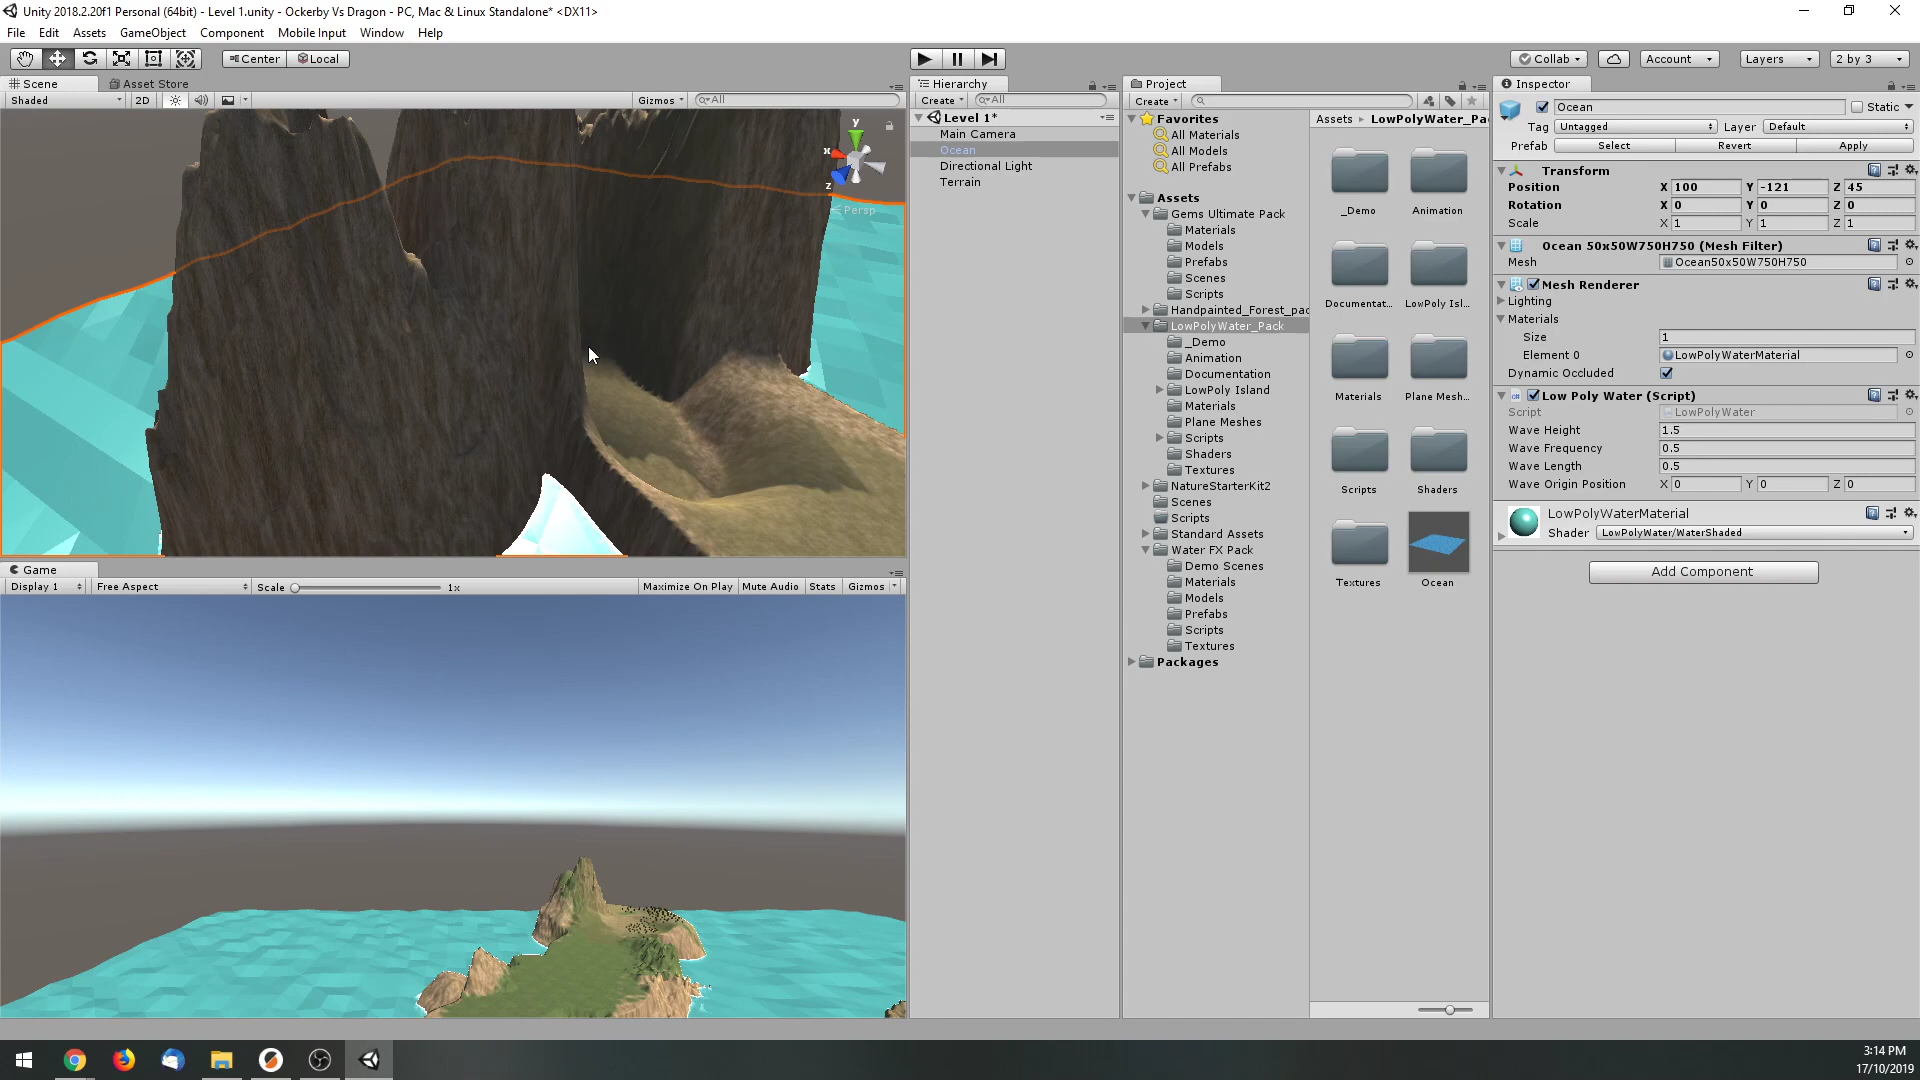 Unity 2018.2.20f1 Personal (64bit) - Level 1.unity - Ockerby Vs Dragon - PC, Mac & Linux Standalone* <DX11>
File Edit Assets GameObject Component Mobile Input Window Help
Center Local
Collab Account Layers 2 by 3
Scene Asset Store
Shaded 2D Gizmos All
y
x
z
Persp
Game
Display 1 Free Aspect Scale 1x Maximize On Play Mute Audio Stats Gizmos
Hierarchy
Create All
Level 1*
Main Camera
Ocean
Directional Light
Terrain
Project
Create
Favorites
All Materials
All Models
All Prefabs
Assets
Gems Ultimate Pack
Materials
Models
Prefabs
Scenes
Scripts
Handpainted_Forest_pac
LowPolyWater_Pack
_Demo
Animation
Documentation
LowPoly Island
Materials
Plane Meshes
Scripts
Shaders
Textures
NatureStarterKit2
Scenes
Scripts
Standard Assets
Water FX Pack
Demo Scenes
Materials
Models
Prefabs
Scripts
Textures
Packages
Assets LowPolyWater_Pa
_Demo Animation
Documentat... LowPoly Isl...
Materials Plane Mesh...
Scripts Shaders
Textures Ocean
Inspector
Ocean Static
Tag Untagged Layer Default
Prefab Select Revert Apply
Transform
Position X 100 Y -121 Z 45
Rotation X 0 Y 0 Z 0
Scale X 1 Y 1 Z 1
Ocean 50x50W750H750 (Mesh Filter)
Mesh Ocean50x50W750H750
Mesh Renderer
Lighting
Materials
Size 1
Element 0 LowPolyWaterMaterial
Dynamic Occluded
Low Poly Water (Script)
Script LowPolyWater
Wave Height 1.5
Wave Frequency 0.5
Wave Length 0.5
Wave Origin Position X 0 Y 0 Z 0
LowPolyWaterMaterial
Shader LowPolyWater/WaterShaded
Add Component
3:14 PM
17/10/2019